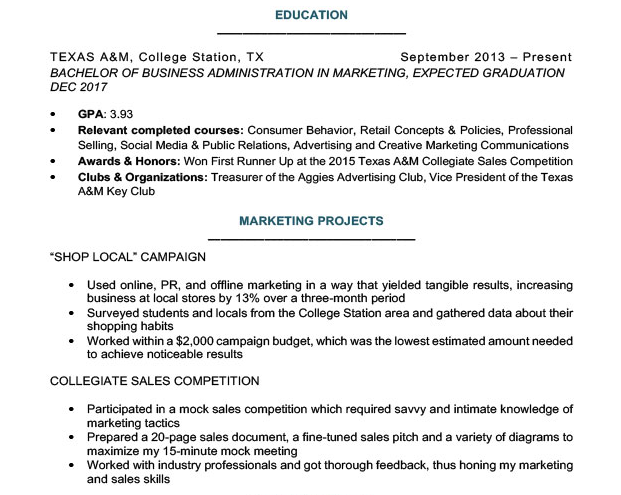 EDUCATION
TEXAS A&M, College Station, TX September 2013 – Present
BACHELOR OF BUSINESS ADMINISTRATION IN MARKETING, EXPECTED GRADUATION
DEC 2017
• GPA: 3.93
• Relevant completed courses: Consumer Behavior, Retail Concepts & Policies, Professional
Selling, Social Media & Public Relations, Advertising and Creative Marketing Communications
• Awards & Honors: Won First Runner Up at the 2015 Texas A&M Collegiate Sales Competition
• Clubs & Organizations: Treasurer of the Aggies Advertising Club, Vice President of the Texas
A&M Key Club
MARKETING PROJECTS
“SHOP LOCAL” CAMPAIGN
• Used online, PR, and offline marketing in a way that yielded tangible results, increasing
business at local stores by 13% over a three-month period
• Surveyed students and locals from the College Station area and gathered data about their
shopping habits
• Worked within a $2,000 campaign budget, which was the lowest estimated amount needed
to achieve noticeable results
COLLEGIATE SALES COMPETITION
• Participated in a mock sales competition which required savvy and intimate knowledge of
marketing tactics
• Prepared a 20-page sales document, a fine-tuned sales pitch and a variety of diagrams to
maximize my 15-minute mock meeting
• Worked with industry professionals and got thorough feedback, thus honing my marketing
and sales skills